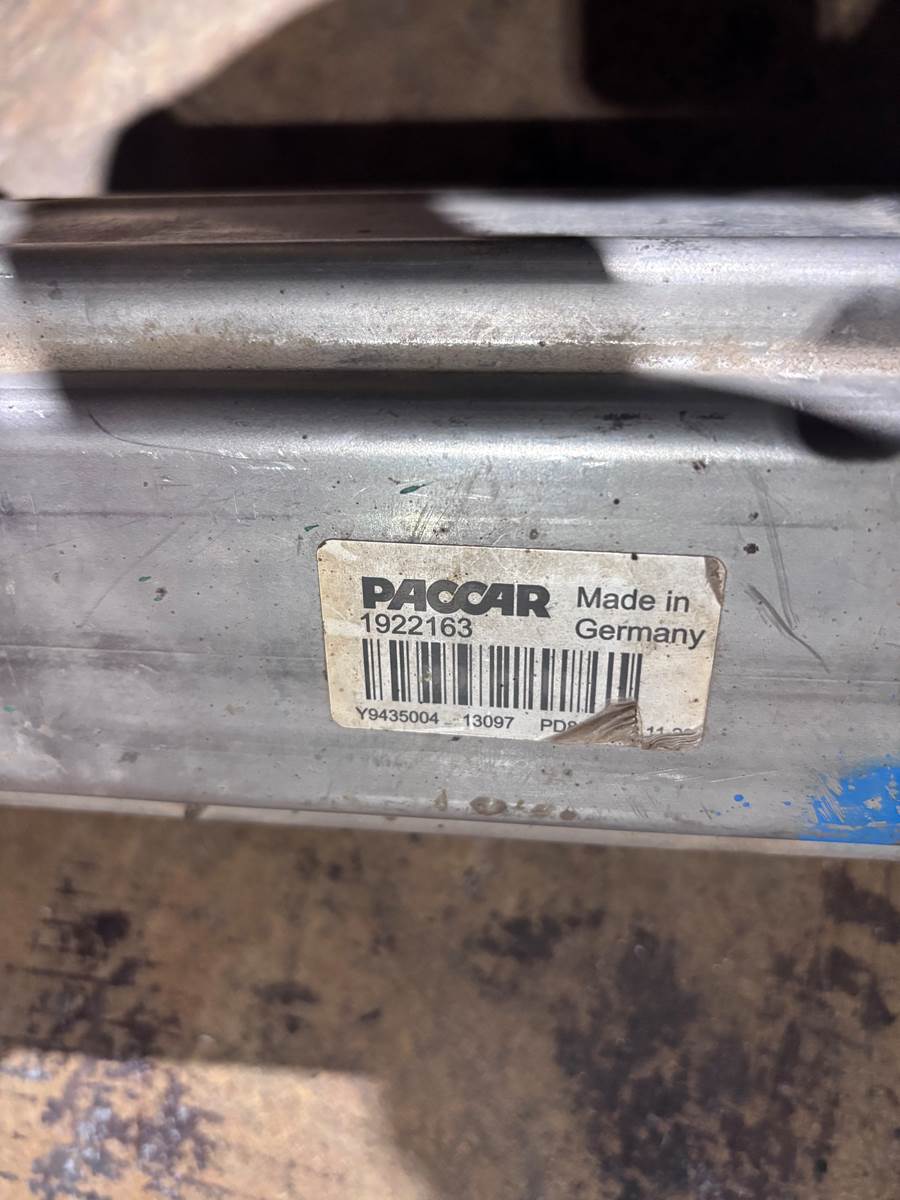 PACCAR Made in
1922163 Germany
Y9435004 13097